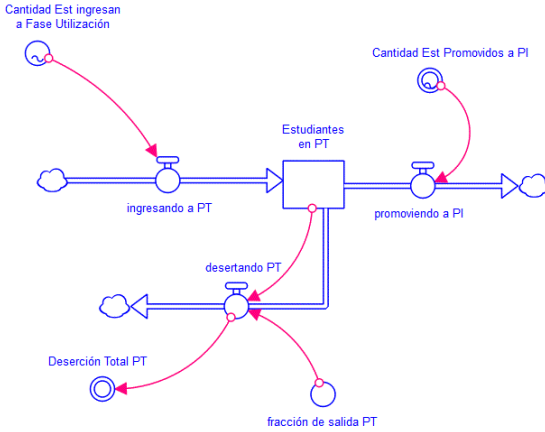 Cantidad Est ingresan
a Fase Utilización
Cantidad Est Promovidos a PI
Estudiantes
en PT
ingresando a PT
promoviendo a PI
desertando PT
Deserción Total PT
fracción de salida PT